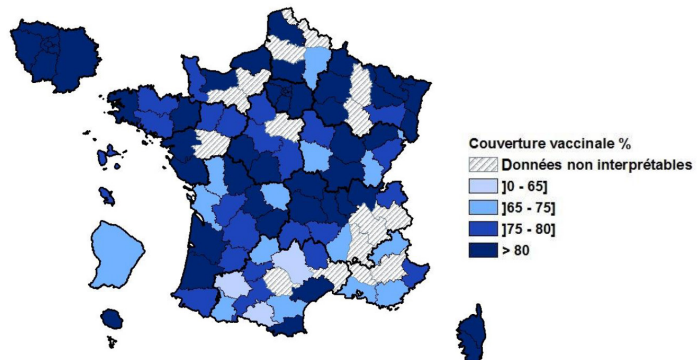 Couverture vaccinale %
Données non interprétables
]0 - 65]
]65 - 75]
]75 - 80]
> 80